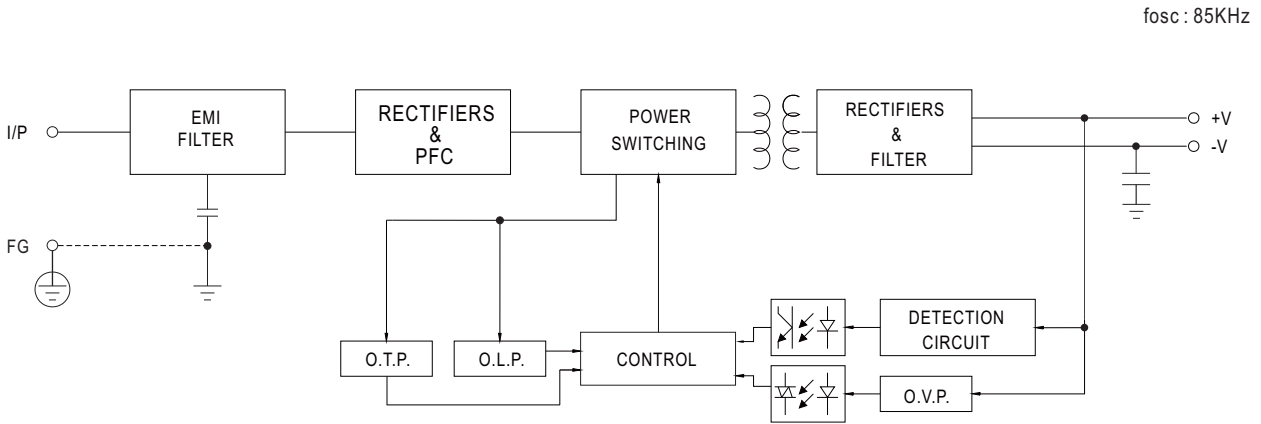 fosc : 85KHz
I/P
EMI
FILTER
RECTIFIERS
&
PFC
POWER
SWITCHING
RECTIFIERS
&
FILTER
+V
-V
FG
O.T.P.
O.L.P.
CONTROL
DETECTION
CIRCUIT
O.V.P.